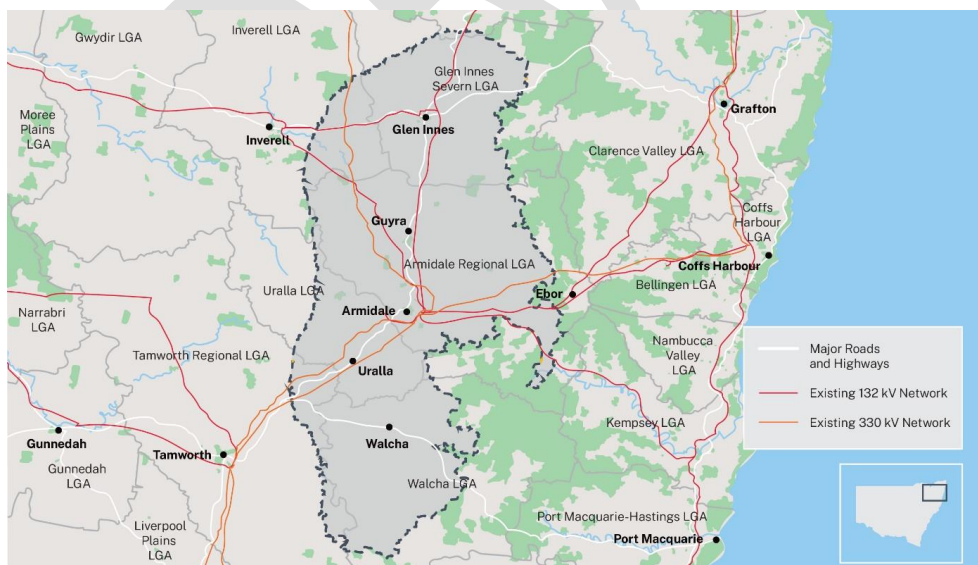 Gwydir LGA
Inverell LGA
Glen Innes
Severn LGA
Moree
Plains
LGA
Inverell
Glen Innes
Grafton
Clarence Valley LGA
Guyra
Coffs
Harbour
LGA
Armidale Regional LGA
Coffs Harbour
Uralla LGA
Ebor
Bellingen LGA
Narrabri
LGA
Armidale
Tamworth Regional LGA
Uralla
Nambucca
Valley
LGA
Major Roads
and Highways
Existing 132 kV Network
Existing 330 kV Network
Gunnedah
Tamworth
Walcha
Kempsey LGA
Gunnedah
LGA
Walcha LGA
Liverpool
Plains
LGA
Port Macquarie-Hastings LGA
Port Macquarie